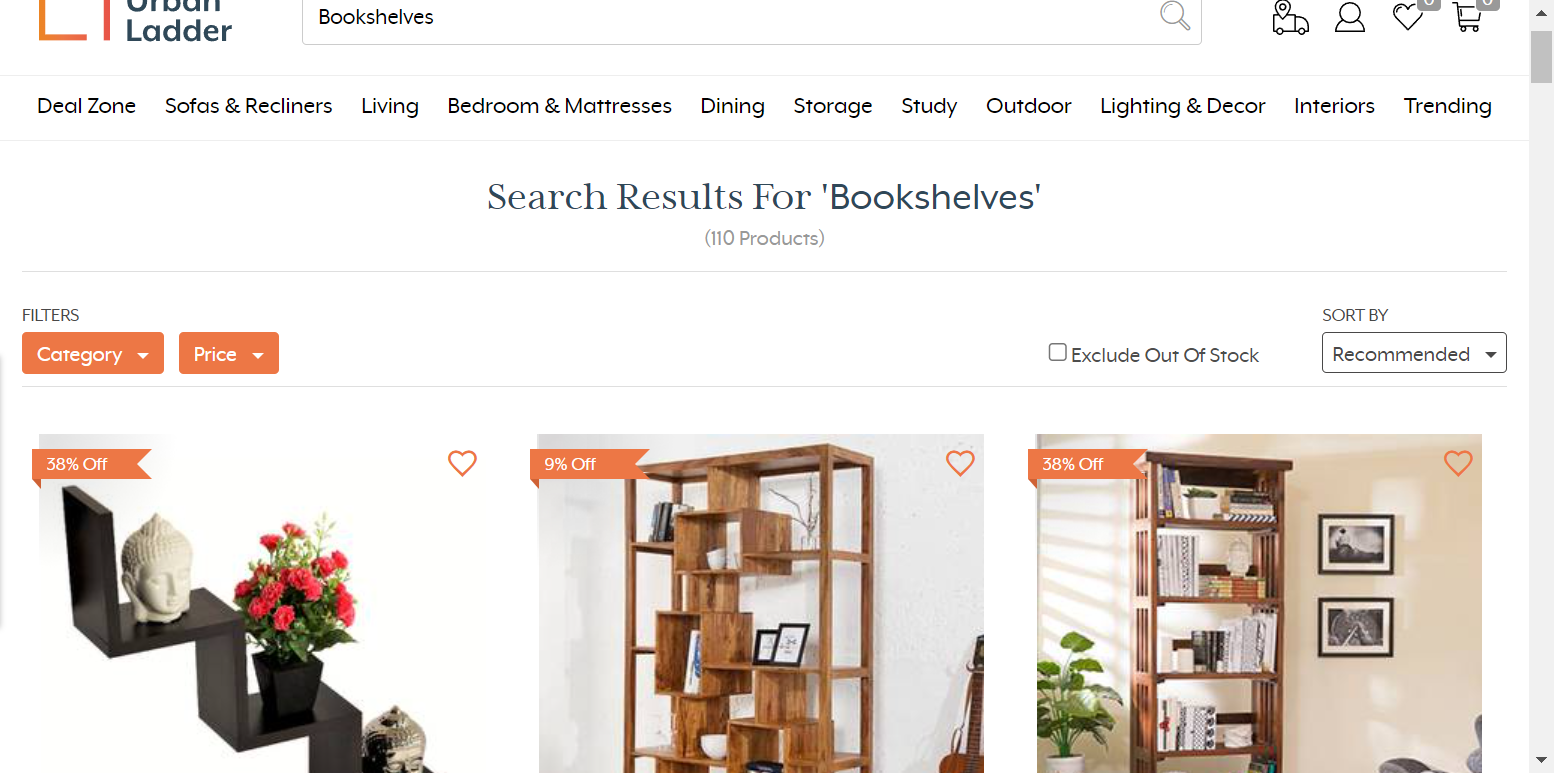 Urban
Ladder
Bookshelves
0
0
Deal Zone
Sofas & Recliners
Living
Bedroom & Mattresses
Dining
Storage
Study
Outdoor
Lighting & Decor
Interiors
Trending
Search Results For 'Bookshelves'
(110 Products)
FILTERS
Category
Price
Exclude Out Of Stock
SORT BY
Recommended
38% Off
9% Off
38% Off